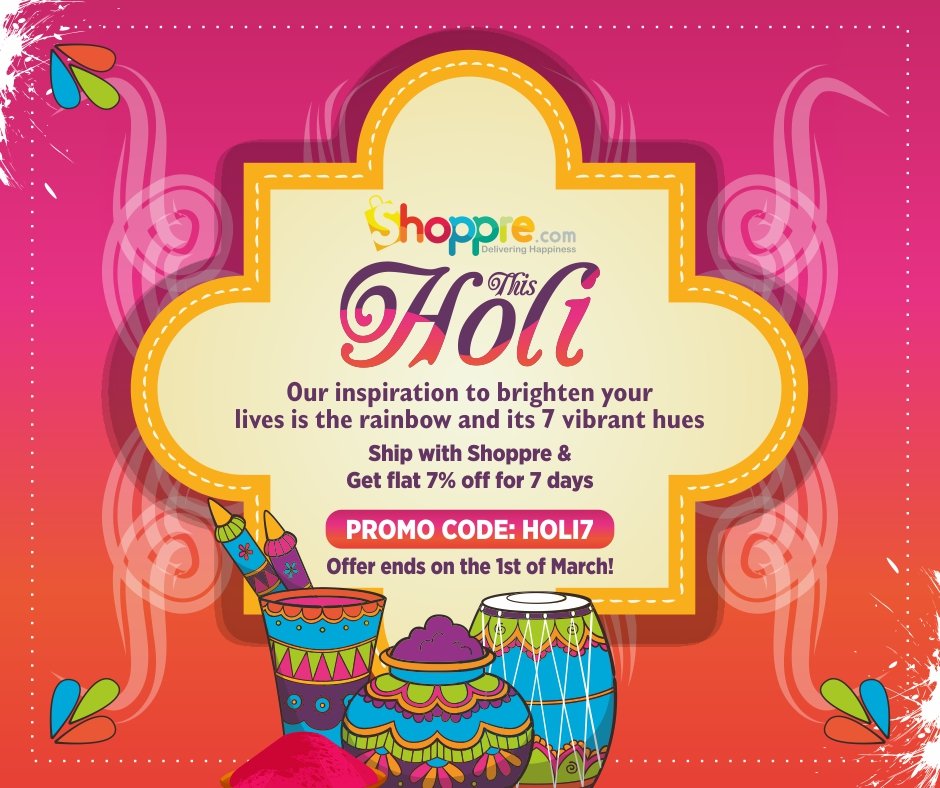 Shoppre.com
Delivering Happiness
This
Holi
Our inspiration to brighten your
lives is the rainbow and its 7 vibrant hues
Ship with Shoppre &
Get flat 7% off for 7 days
PROMO CODE: HOLI7
Offer ends on the 1st of March!